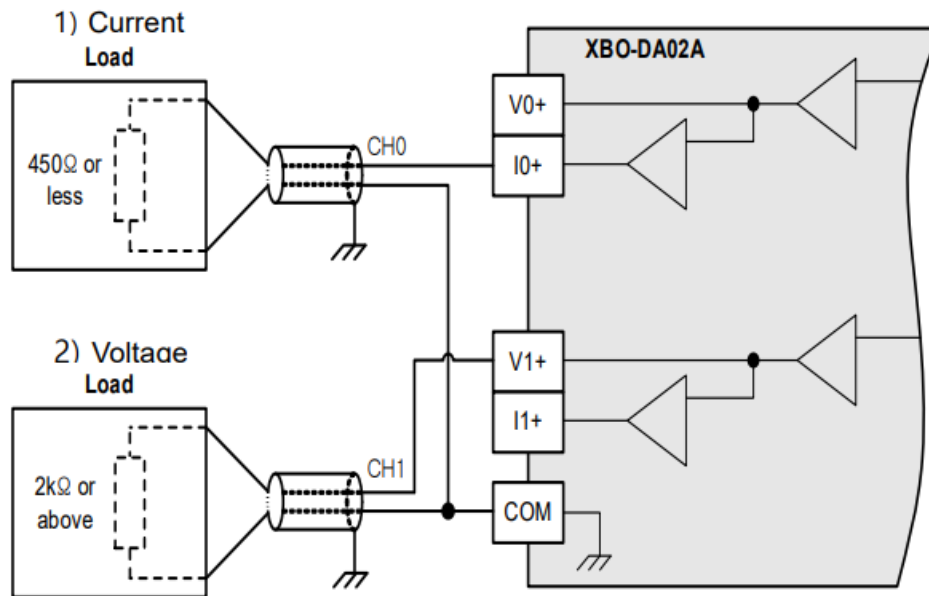 1) Current
Load
450Ω or
less
CH0
XBO-DA02A
V0+
I0+
2) Voltage
Load
2kΩ or
above
CH1
V1+
I1+
COM